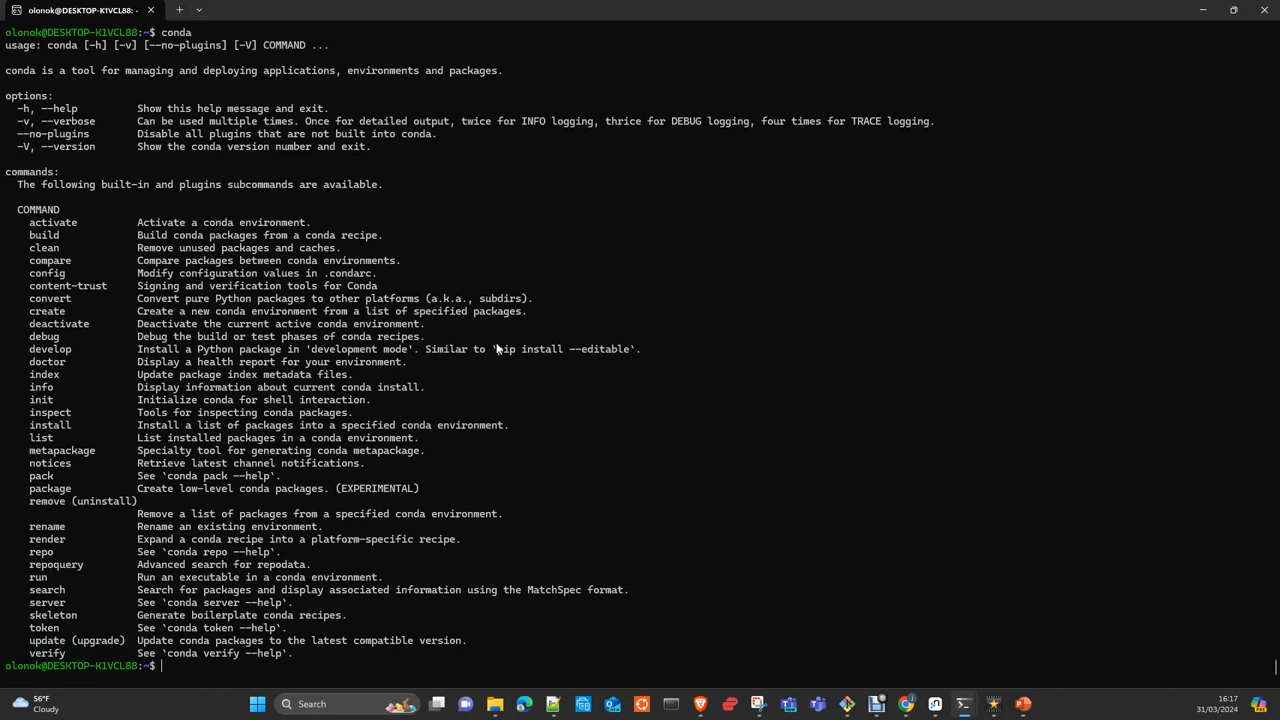 olonok@DESKTOP-K1VCL88: ~
olonok@DESKTOP-K1VCL88:~$ conda
usage: conda [-h] [-v] [--no-plugins] [-V] COMMAND ...
conda is a tool for managing and deploying applications, environments and packages.
options:
-h, --help Show this help message and exit.
-v, --verbose Can be used multiple times. Once for detailed output, twice for INFO logging, thrice for DEBUG logging, four times for TRACE logging.
--no-plugins Disable all plugins that are not built into conda.
-V, --version Show the conda version number and exit.
commands:
The following built-in and plugins subcommands are available.
COMMAND
activate Activate a conda environment.
build Build conda packages from a conda recipe.
clean Remove unused packages and caches.
compare Compare packages between conda environments.
config Modify configuration values in .condarc.
content-trust Signing and verification tools for Conda
convert Convert pure Python packages to other platforms (a.k.a., subdirs).
create Create a new conda environment from a list of specified packages.
deactivate Deactivate the current active conda environment.
debug Debug the build or test phases of conda recipes.
develop Install a Python package in 'development mode'. Similar to `pip install --editable`.
doctor Display a health report for your environment.
index Update package index metadata files.
info Display information about current conda install.
init Initialize conda for shell interaction.
inspect Tools for inspecting conda packages.
install Install a list of packages into a specified conda environment.
list List installed packages in a conda environment.
metapackage Specialty tool for generating conda metapackage.
notices Retrieve latest channel notifications.
pack See `conda pack --help`.
package Create low-level conda packages. (EXPERIMENTAL)
remove (uninstall)
Remove a list of packages from a specified conda environment.
rename Rename an existing environment.
render Expand a conda recipe into a platform-specific recipe.
repo See `conda repo --help`.
repoquery Advanced search for repodata.
run Run an executable in a conda environment.
search Search for packages and display associated information using the MatchSpec format.
server See `conda server --help`.
skeleton Generate boilerplate conda recipes.
token See `conda token --help`.
update (upgrade) Update conda packages to the latest compatible version.
verify See `conda verify --help`.
olonok@DESKTOP-K1VCL88:~$
56°F
Cloudy
Search
16:17
31/03/2024